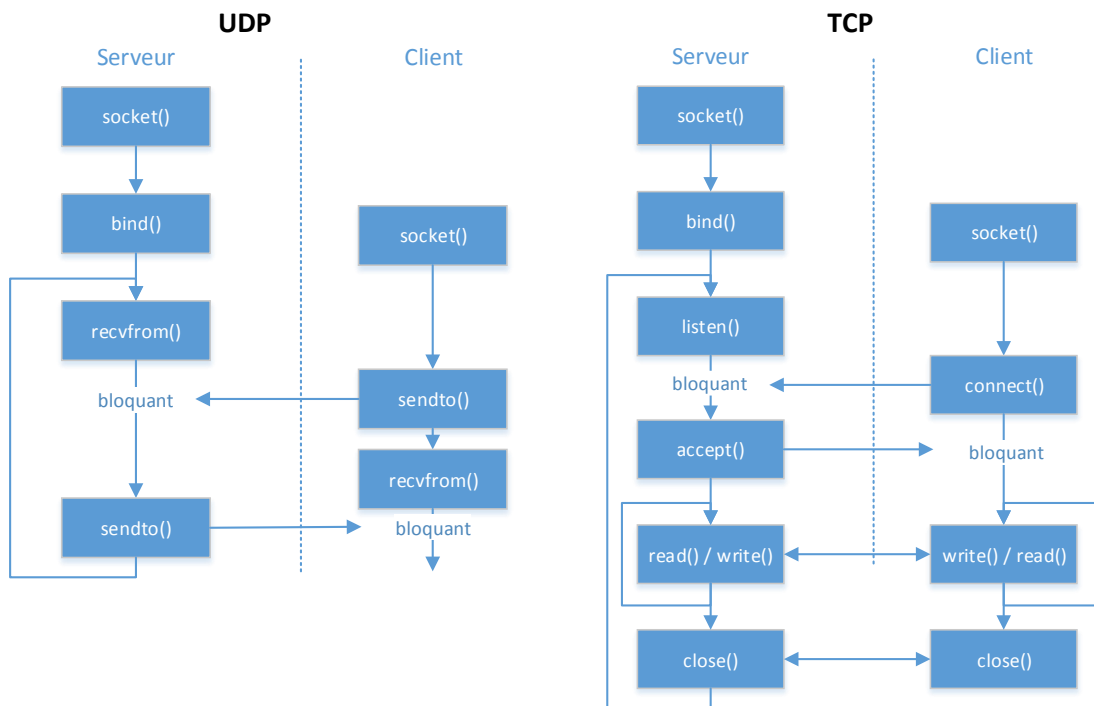 UDP
Serveur
Client
socket()
bind()
socket()
recvfrom()
bloquant
sendto()
recvfrom()
sendto()
bloquant
TCP
Serveur
Client
socket()
bind()
socket()
listen()
bloquant
connect()
accept()
bloquant
read() / write()
write() / read()
close()
close()